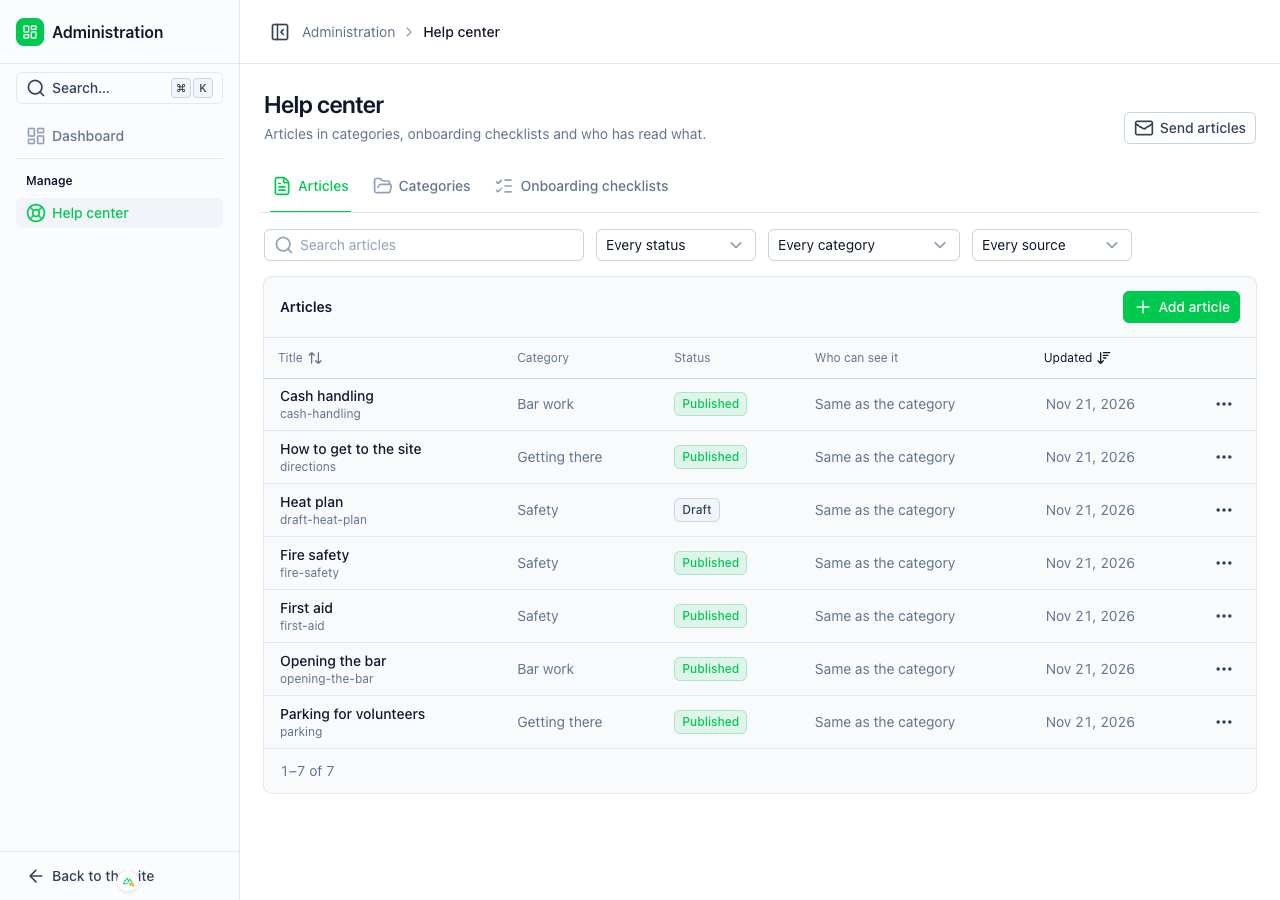 Administration
Administration
Help center
Search...
⌘ K
Dashboard
Manage
Help center
Help center
Articles in categories, onboarding checklists and who has read what.
Send articles
Articles
Categories
Onboarding checklists
Search articles
Every status
Every category
Every source
Articles
Add article
Title
Category
Status
Who can see it
Updated
Cash handling
cash-handling
Bar work
Published
Same as the category
Nov 21, 2026
How to get to the site
directions
Getting there
Published
Same as the category
Nov 21, 2026
Heat plan
draft-heat-plan
Safety
Draft
Same as the category
Nov 21, 2026
Fire safety
fire-safety
Safety
Published
Same as the category
Nov 21, 2026
First aid
first-aid
Safety
Published
Same as the category
Nov 21, 2026
Opening the bar
opening-the-bar
Bar work
Published
Same as the category
Nov 21, 2026
Parking for volunteers
parking
Getting there
Published
Same as the category
Nov 21, 2026
1–7 of 7
Back to